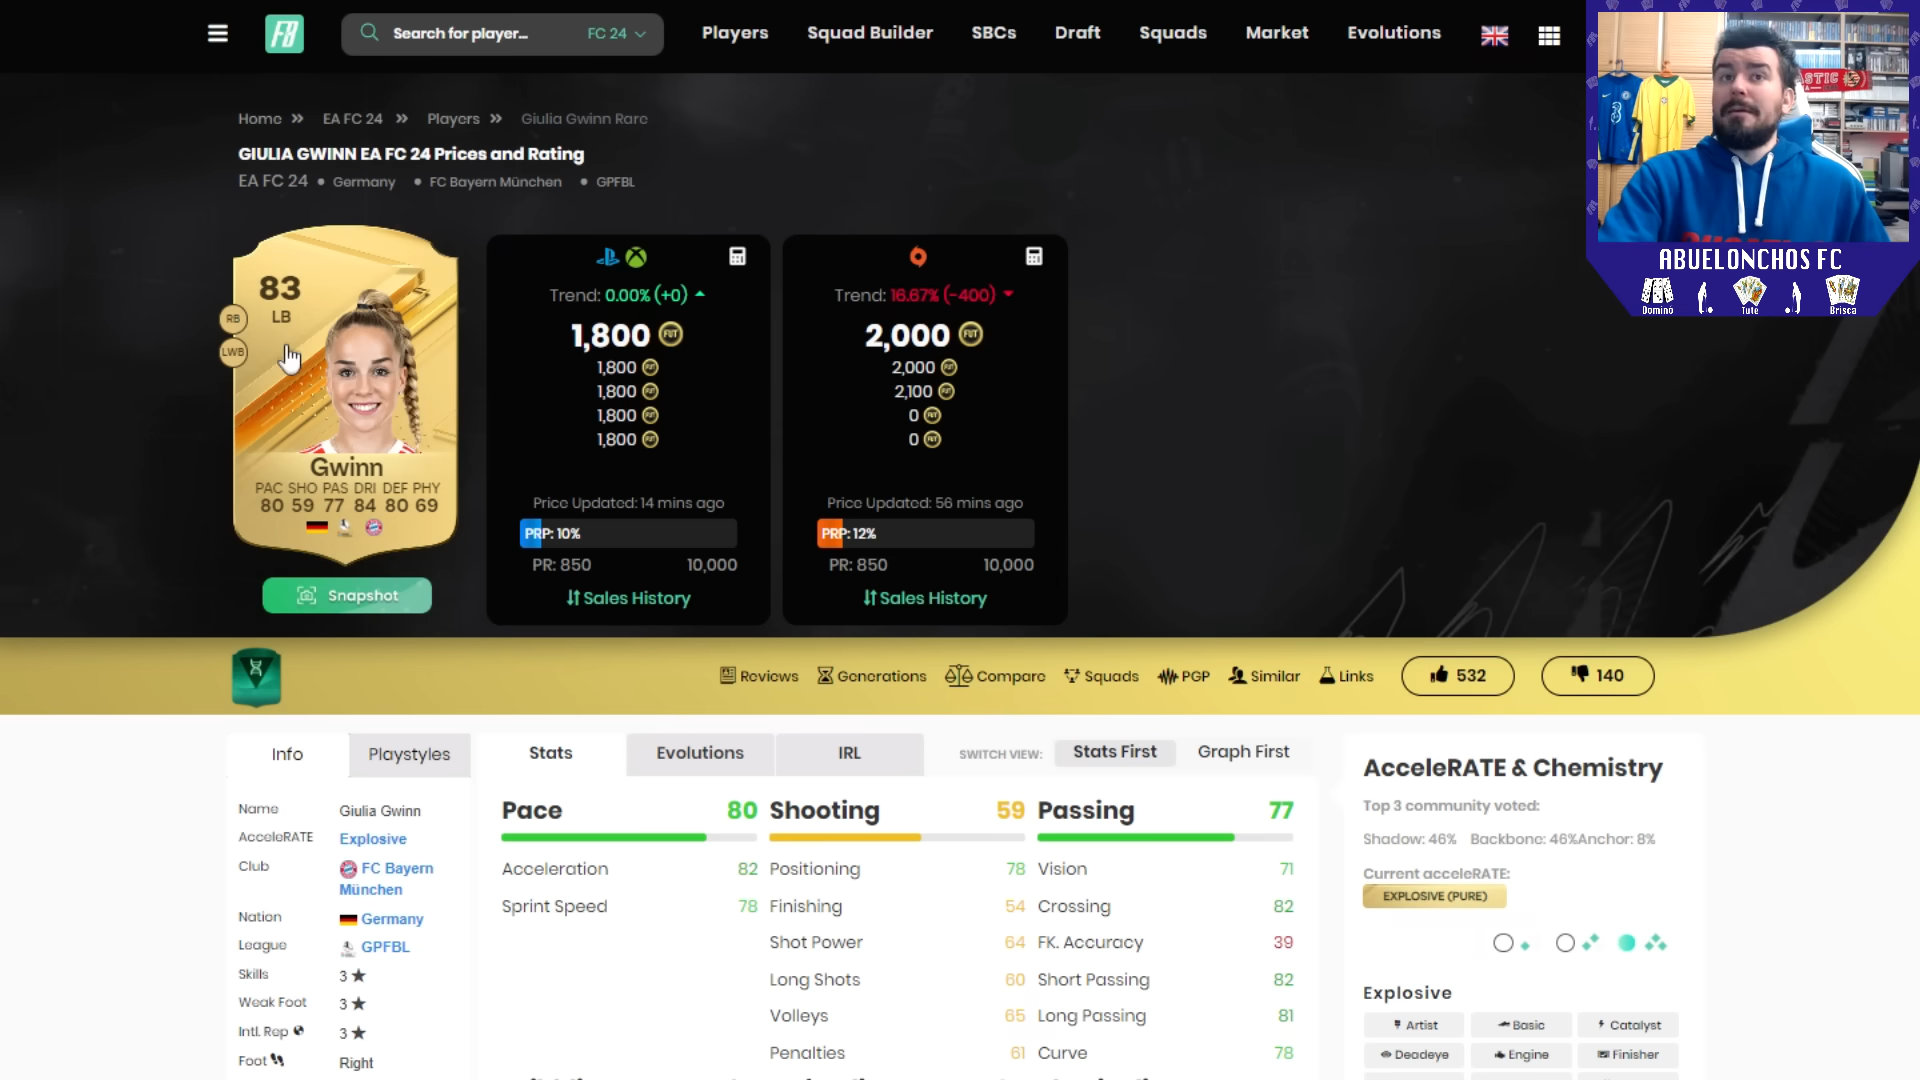 Search for player...
FC 24
Players
Squad Builder
SBCs
Draft
Squads
Market
Evolutions
Home » EA FC 24 » Players » Giulia Gwinn Rare
GIULIA GWINN EA FC 24 Prices and Rating
EA FC 24 • Germany • FC Bayern München • GPFBL
ABUELONCHOS FC
Dominó
Tute
Brisca
83
LB
RB
LWB
Gwinn
PAC SHO PAS DRI DEF PHY
80 59 77 84 80 69
Snapshot
Trend: 0.00% (+0)
1,800
1,800
1,800
1,800
1,800
Price Updated: 14 mins ago
PRP: 10%
PR: 850 10,000
Sales History
Trend: 16.67% (-400)
2,000
2,000
2,100
0
0
Price Updated: 56 mins ago
PRP: 12%
PR: 850 10,000
Sales History
Reviews
Generations
Compare
Squads
PGP
Similar
Links
532
140
Info
Playstyles
Name Giulia Gwinn
AcceleRATE Explosive
Club FC Bayern
München
Nation Germany
League GPFBL
Skills 3
Weak Foot 3
Intl. Rep 3
Foot Right
Stats
Evolutions
IRL
SWITCH VIEW:
Stats First
Graph First
Pace 80
Acceleration 82
Sprint Speed 78
Shooting 59
Positioning 78
Finishing 54
Shot Power 64
Long Shots 60
Volleys 65
Penalties 61
Passing 77
Vision 71
Crossing 82
FK. Accuracy 39
Short Passing 82
Long Passing 81
Curve 78
AcceleRATE & Chemistry
Top 3 community voted:
Shadow: 46% Backbone: 46%Anchor: 8%
Current acceleRATE:
EXPLOSIVE (PURE)
Explosive
Artist
Basic
Catalyst
Deadeye
Engine
Finisher